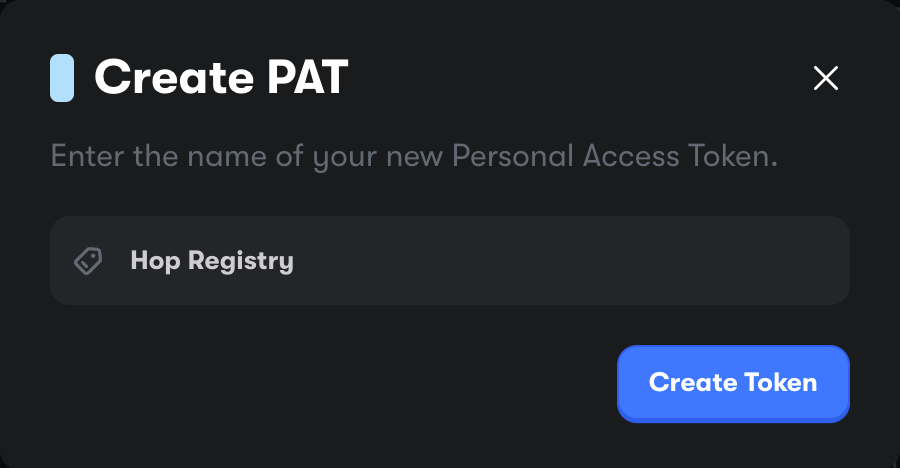 Create PAT
Enter the name of your new Personal Access Token.
Hop Registry
Create Token